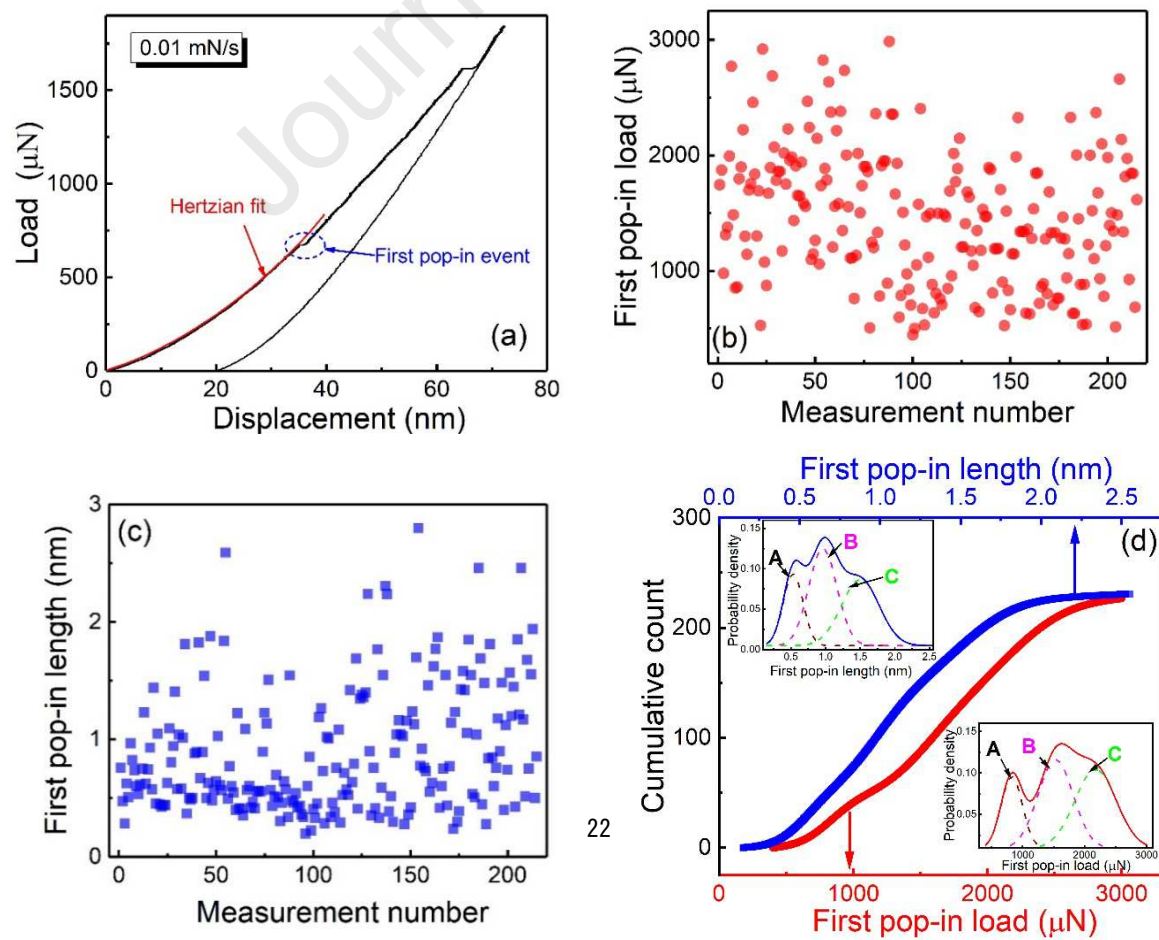 Journ
0.01 mN/s
1500
1000
500
0
Load (μN)
Hertzian fit
First pop-in event
(a)
0 20 40 60 80
Displacement (nm)
3000
2000
1000
First pop-in load (μN)
(b)
0 50 100 150 200
Measurement number
3
2
1
0
First pop-in length (nm)
(c)
0 50 100 150 200
Measurement number
22
First pop-in length (nm)
0.0 0.5 1.0 1.5 2.0 2.5
300
200
100
0
Cumulative count
(d)
0.15
0.10
0.05
0.00
Probability density
A
B
C
0.5 1.0 1.5 2.0 2.5
First pop-in length (nm)
0.15
0.10
0.05
Probability density
A
B
C
1000 2000 3000
First pop-in load (μN)
0 1000 2000 3000
First pop-in load (μN)